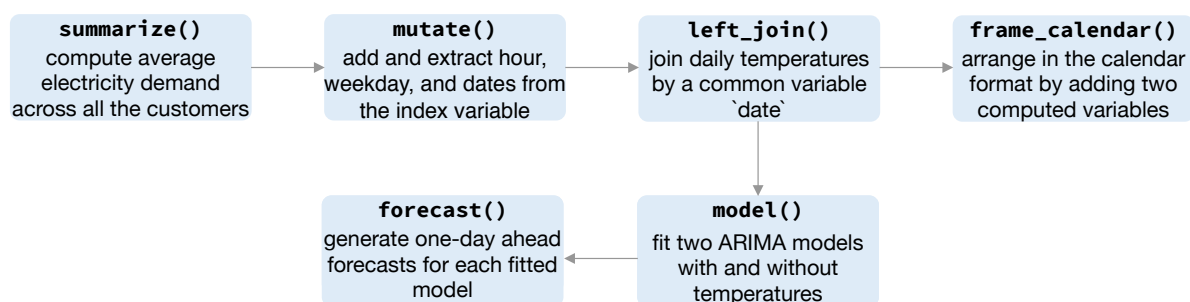 summarize()
compute average
electricity demand
across all the customers
mutate()
add and extract hour,
weekday, and dates from
the index variable
left_join()
join daily temperatures
by a common variable
`date`
frame_calendar()
arrange in the calendar
format by adding two
computed variables
forecast()
generate one-day ahead
forecasts for each fitted
model
model()
fit two ARIMA models
with and without
temperatures